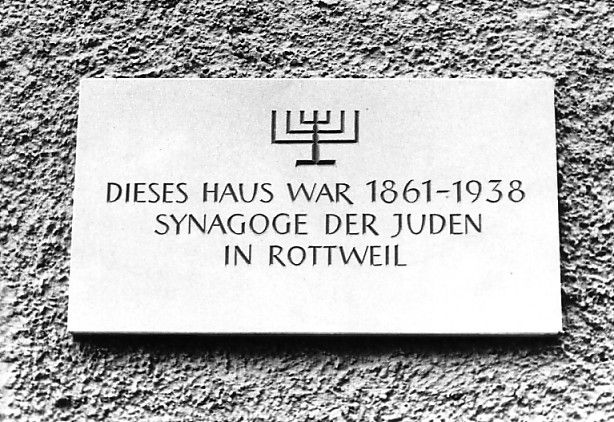 DIESES HAUS WAR 1861-1938
SYNAGOGE DER JUDEN
IN ROTTWEIL